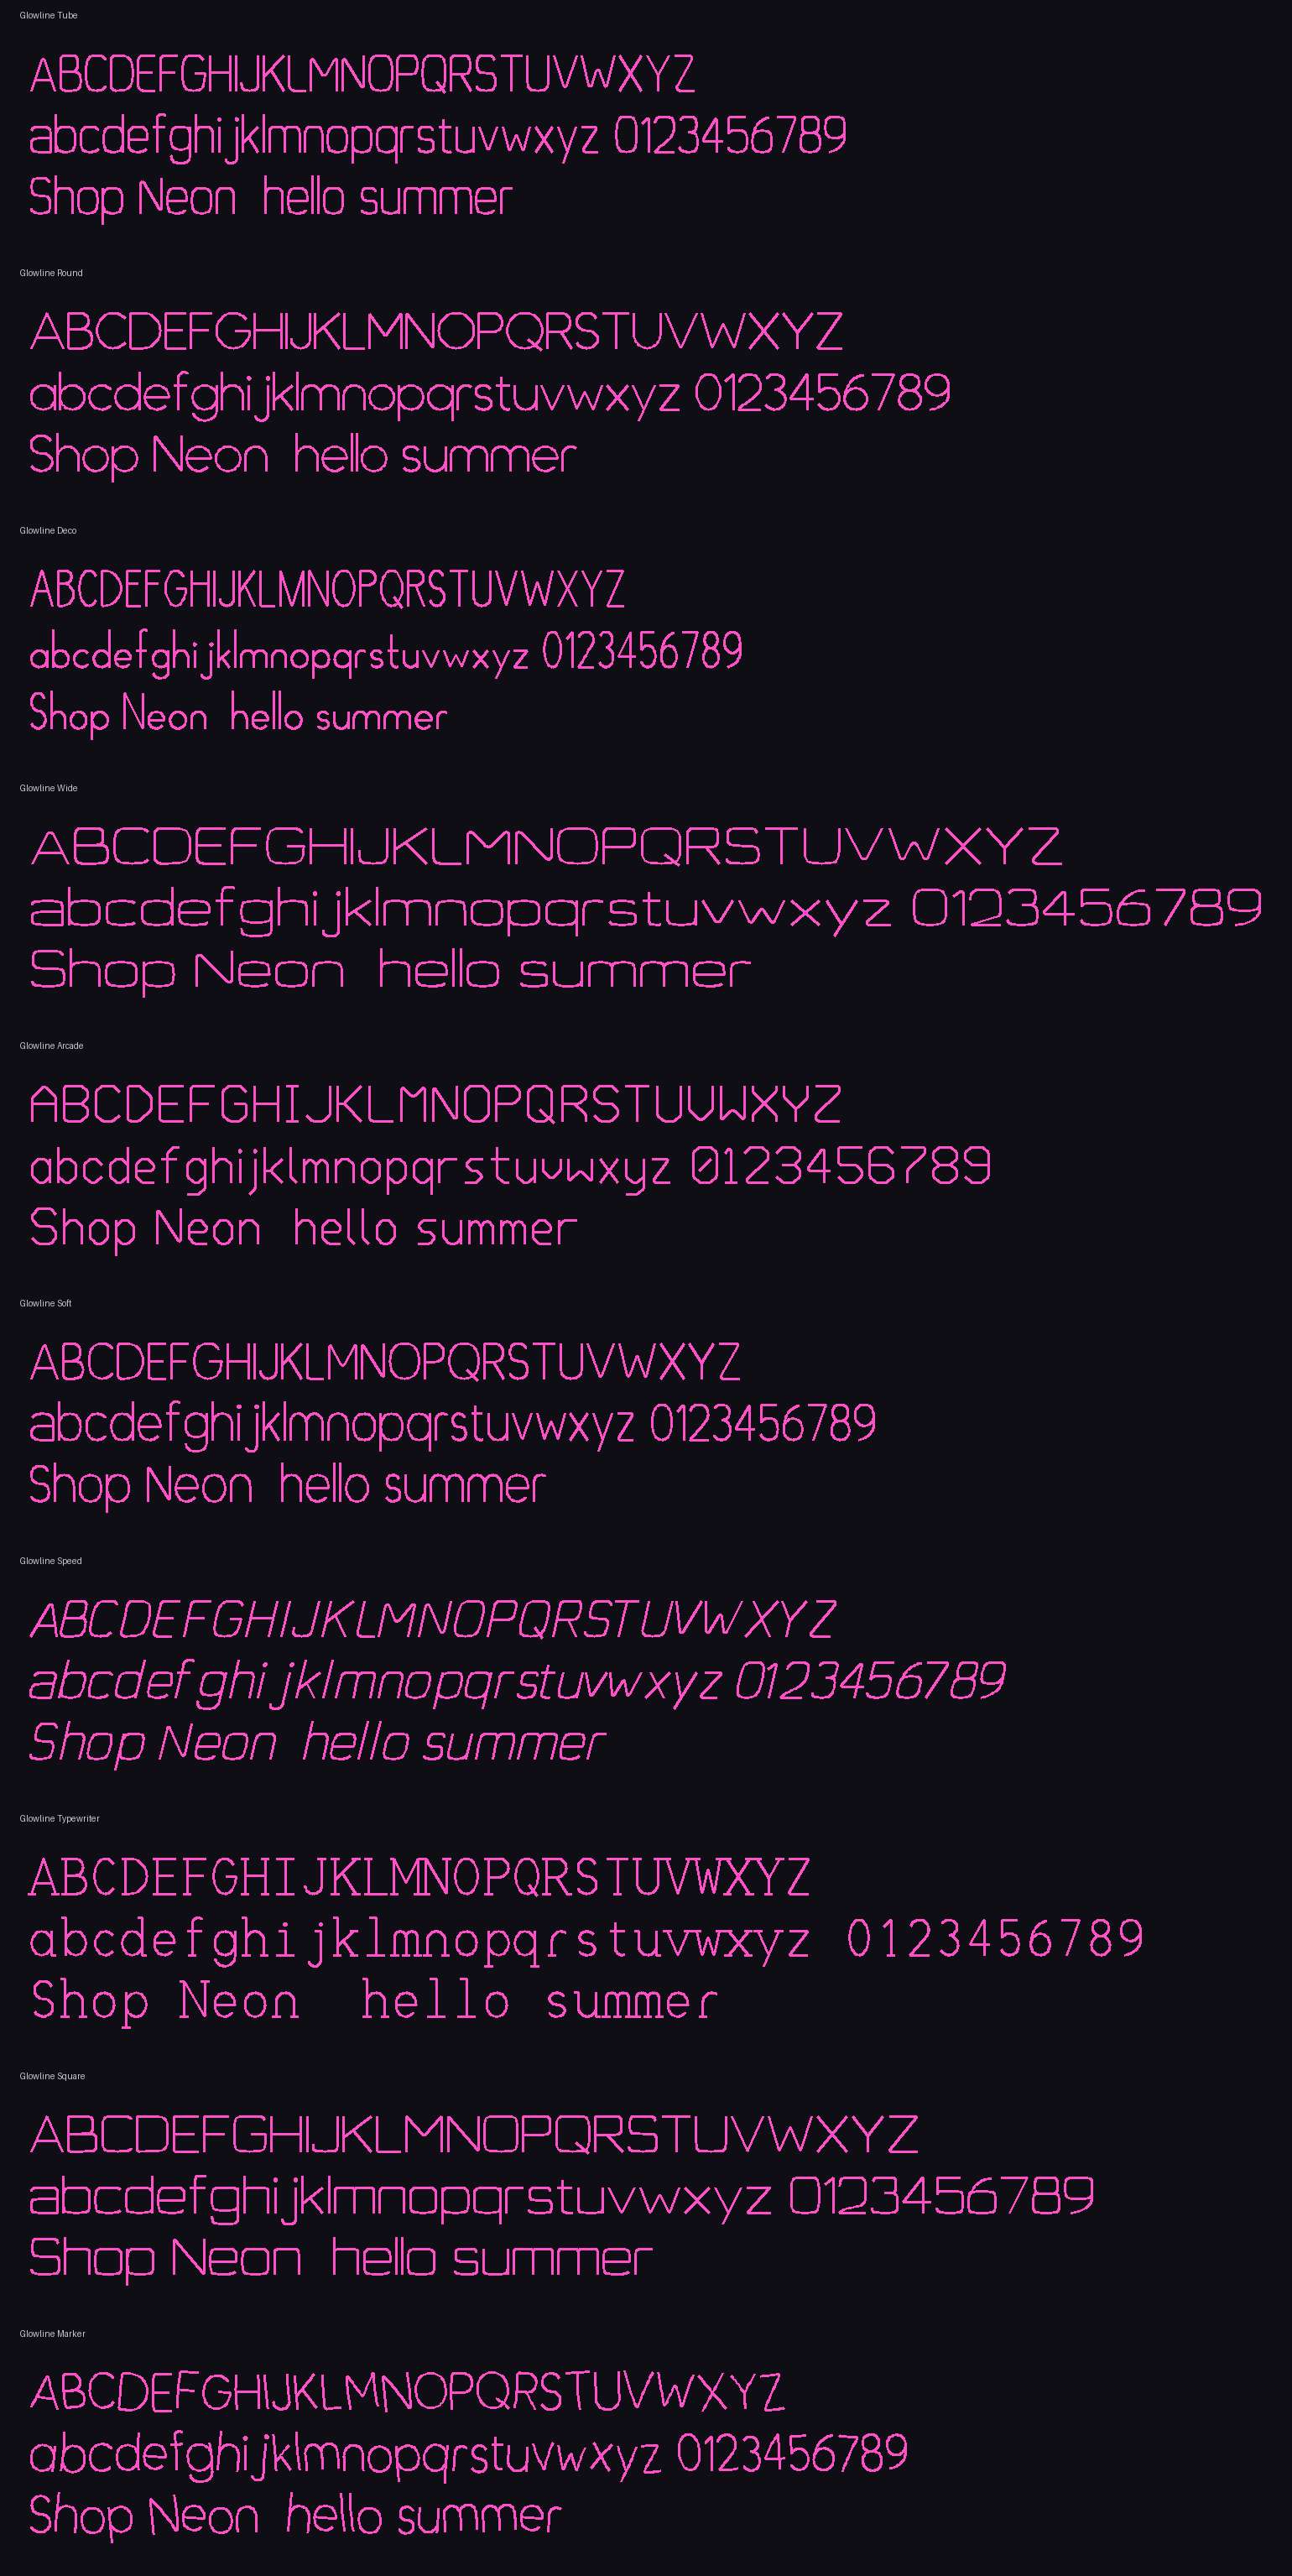 Glowline Tube
ABCDEFGHIJKLMNOPQRSTUVWXYZ
abcdefghijklmnopqrstuvwxyz 0123456789
Shop Neon hello summer
Glowline Round
ABCDEFGHIJKLMNOPQRSTUVWXYZ
abcdefghijklmnopqrstuvwxyz 0123456789
Shop Neon hello summer
Glowline Deco
ABCDEFGHIJKLMNOPQRSTUVWXYZ
abcdefghijklmnopqrstuvwxyz 0123456789
Shop Neon hello summer
Glowline Wide
ABCDEFGHIJKLMNOPQRSTUVWXYZ
abcdefghijklmnopqrstuvwxyz 0123456789
Shop Neon hello summer
Glowline Arcade
ABCDEFGHIJKLMNOPQRSTUVWXYZ
abcdefghijklmnopqrstuvwxyz 0123456789
Shop Neon hello summer
Glowline Soft
ABCDEFGHIJKLMNOPQRSTUVWXYZ
abcdefghijklmnopqrstuvwxyz 0123456789
Shop Neon hello summer
Glowline Speed
ABCDEFGHIJKLMNOPQRSTUVWXYZ
abcdefghijklmnopqrstuvwxyz 0123456789
Shop Neon hello summer
Glowline Typewriter
ABCDEFGHIJKLMNOPQRSTUVWXYZ
abcdefghijklmnopqrstuvwxyz 0123456789
Shop Neon hello summer
Glowline Square
ABCDEFGHIJKLMNOPQRSTUVWXYZ
abcdefghijklmnopqrstuvwxyz 0123456789
Shop Neon hello summer
Glowline Marker
ABCDEFGHIJKLMNOPQRSTUVWXYZ
abcdefghijklmnopqrstuvwxyz 0123456789
Shop Neon hello summer